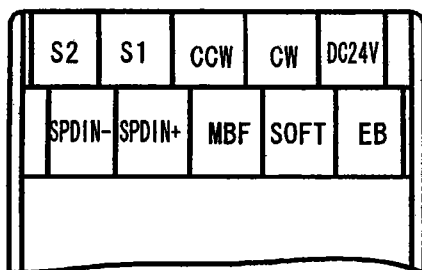 S2 S1 CCW CW DC24V
SPDIN- SPDIN+ MBF SOFT EB